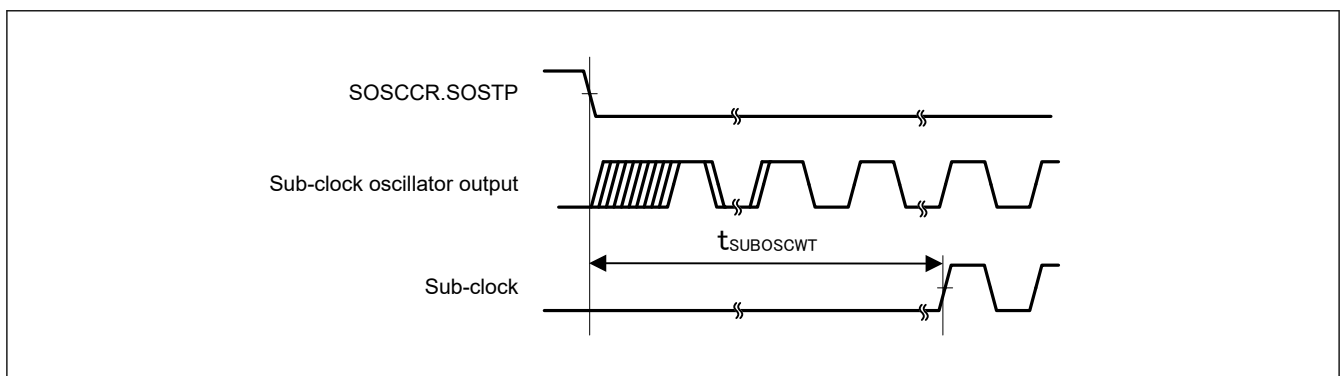 SOSCCR.SOSTP
Sub-clock oscillator output
tSUBOSCWT
Sub-clock